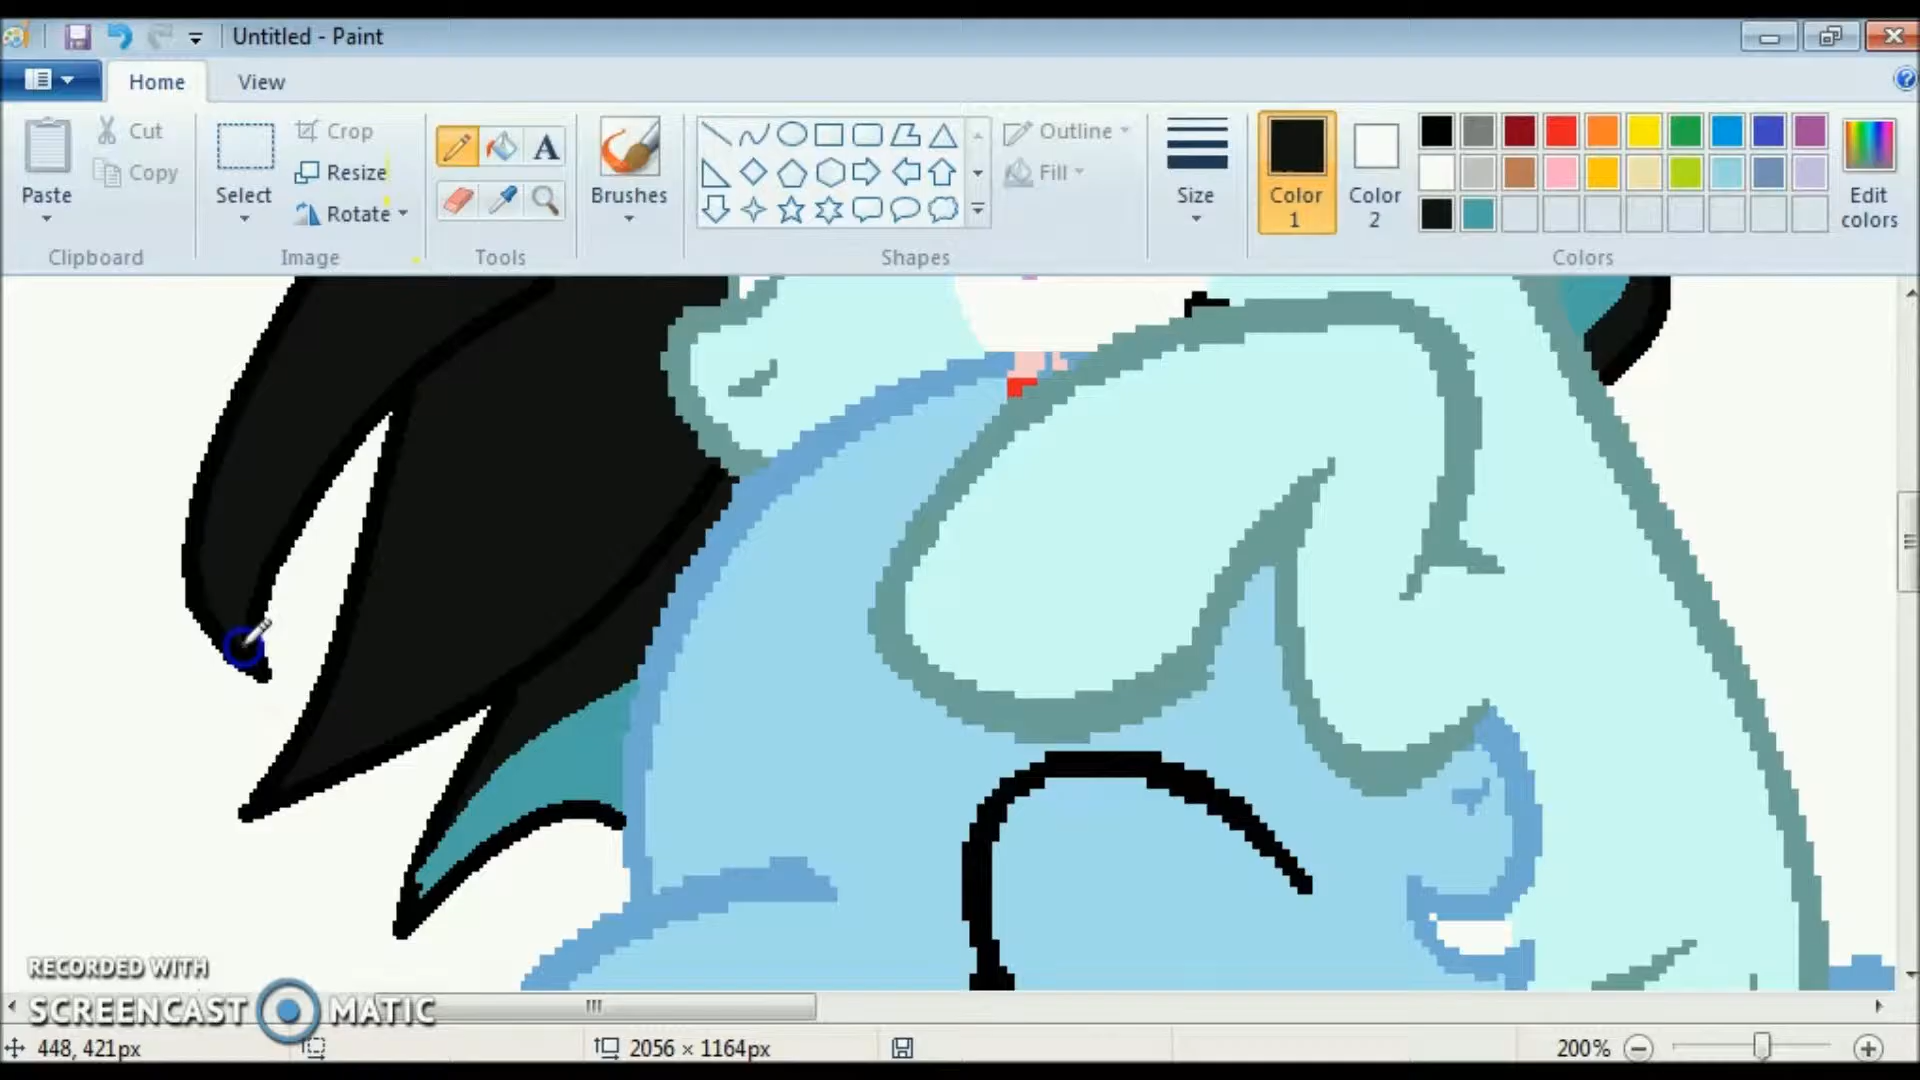 Untitled - Paint
Home View
Paste
Cut
Copy
Clipboard
Select
Crop
Resize
Rotate
Image
A
Tools
Brushes
Shapes
Outline
Fill
Size
Color 1
Color 2
Edit colors
Colors
RECORDED WITH
SCREENCAST MATIC
448, 421px
2056 × 1164px
200%